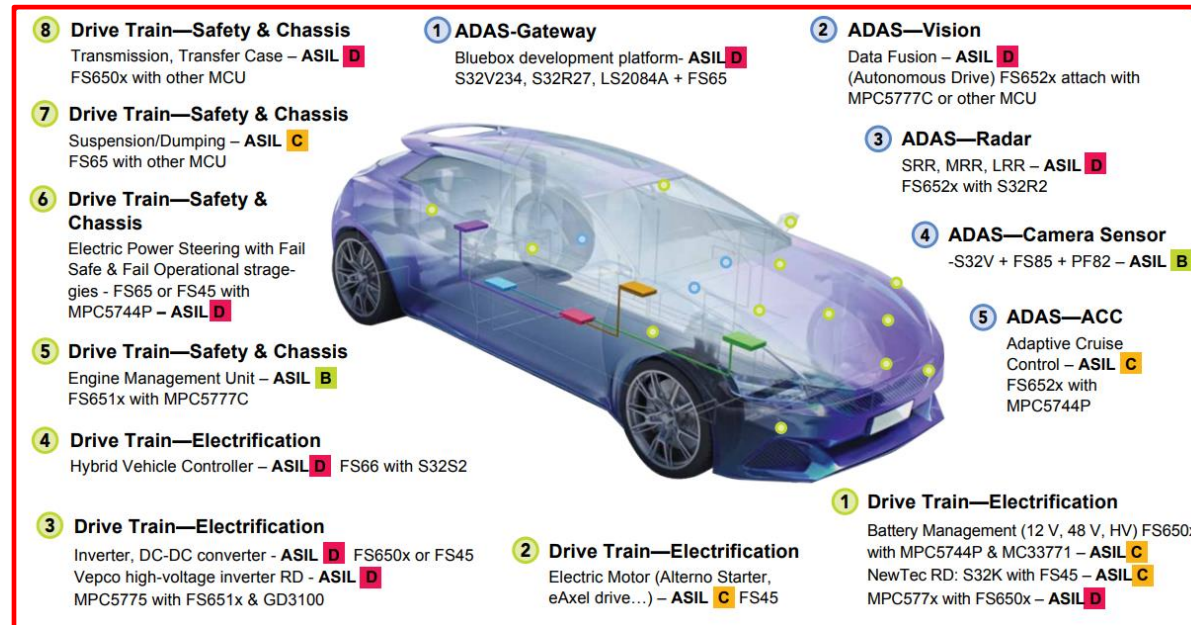 8 Drive Train—Safety & Chassis
Transmission, Transfer Case – ASIL D
FS650x with other MCU
7 Drive Train—Safety & Chassis
Suspension/Dumping – ASIL C
FS65 with other MCU
6 Drive Train—Safety &
Chassis
Electric Power Steering with Fail
Safe & Fail Operational strage-
gies - FS65 or FS45 with
MPC5744P – ASIL D
5 Drive Train—Safety & Chassis
Engine Management Unit – ASIL B
FS651x with MPC5777C
4 Drive Train—Electrification
Hybrid Vehicle Controller – ASIL D FS66 with S32S2
3 Drive Train—Electrification
Inverter, DC-DC converter - ASIL D FS650x or FS45
Vepco high-voltage inverter RD - ASIL D
MPC5775 with FS651x & GD3100
2 Drive Train—Electrification
Electric Motor (Alterno Starter,
eAxel drive…) – ASIL C FS45
1 Drive Train—Electrification
Battery Management (12 V, 48 V, HV) FS650x
with MPC5744P & MC33771 – ASIL C
NewTec RD: S32K with FS45 – ASIL C
MPC577x with FS650x – ASIL D
1 ADAS-Gateway
Bluebox development platform- ASIL D
S32V234, S32R27, LS2084A + FS65
2 ADAS—Vision
Data Fusion – ASIL D
(Autonomous Drive) FS652x attach with
MPC5777C or other MCU
3 ADAS—Radar
SRR, MRR, LRR – ASIL D
FS652x with S32R2
4 ADAS—Camera Sensor
-S32V + FS85 + PF82 – ASIL B
5 ADAS—ACC
Adaptive Cruise
Control – ASIL C
FS652x with
MPC5744P